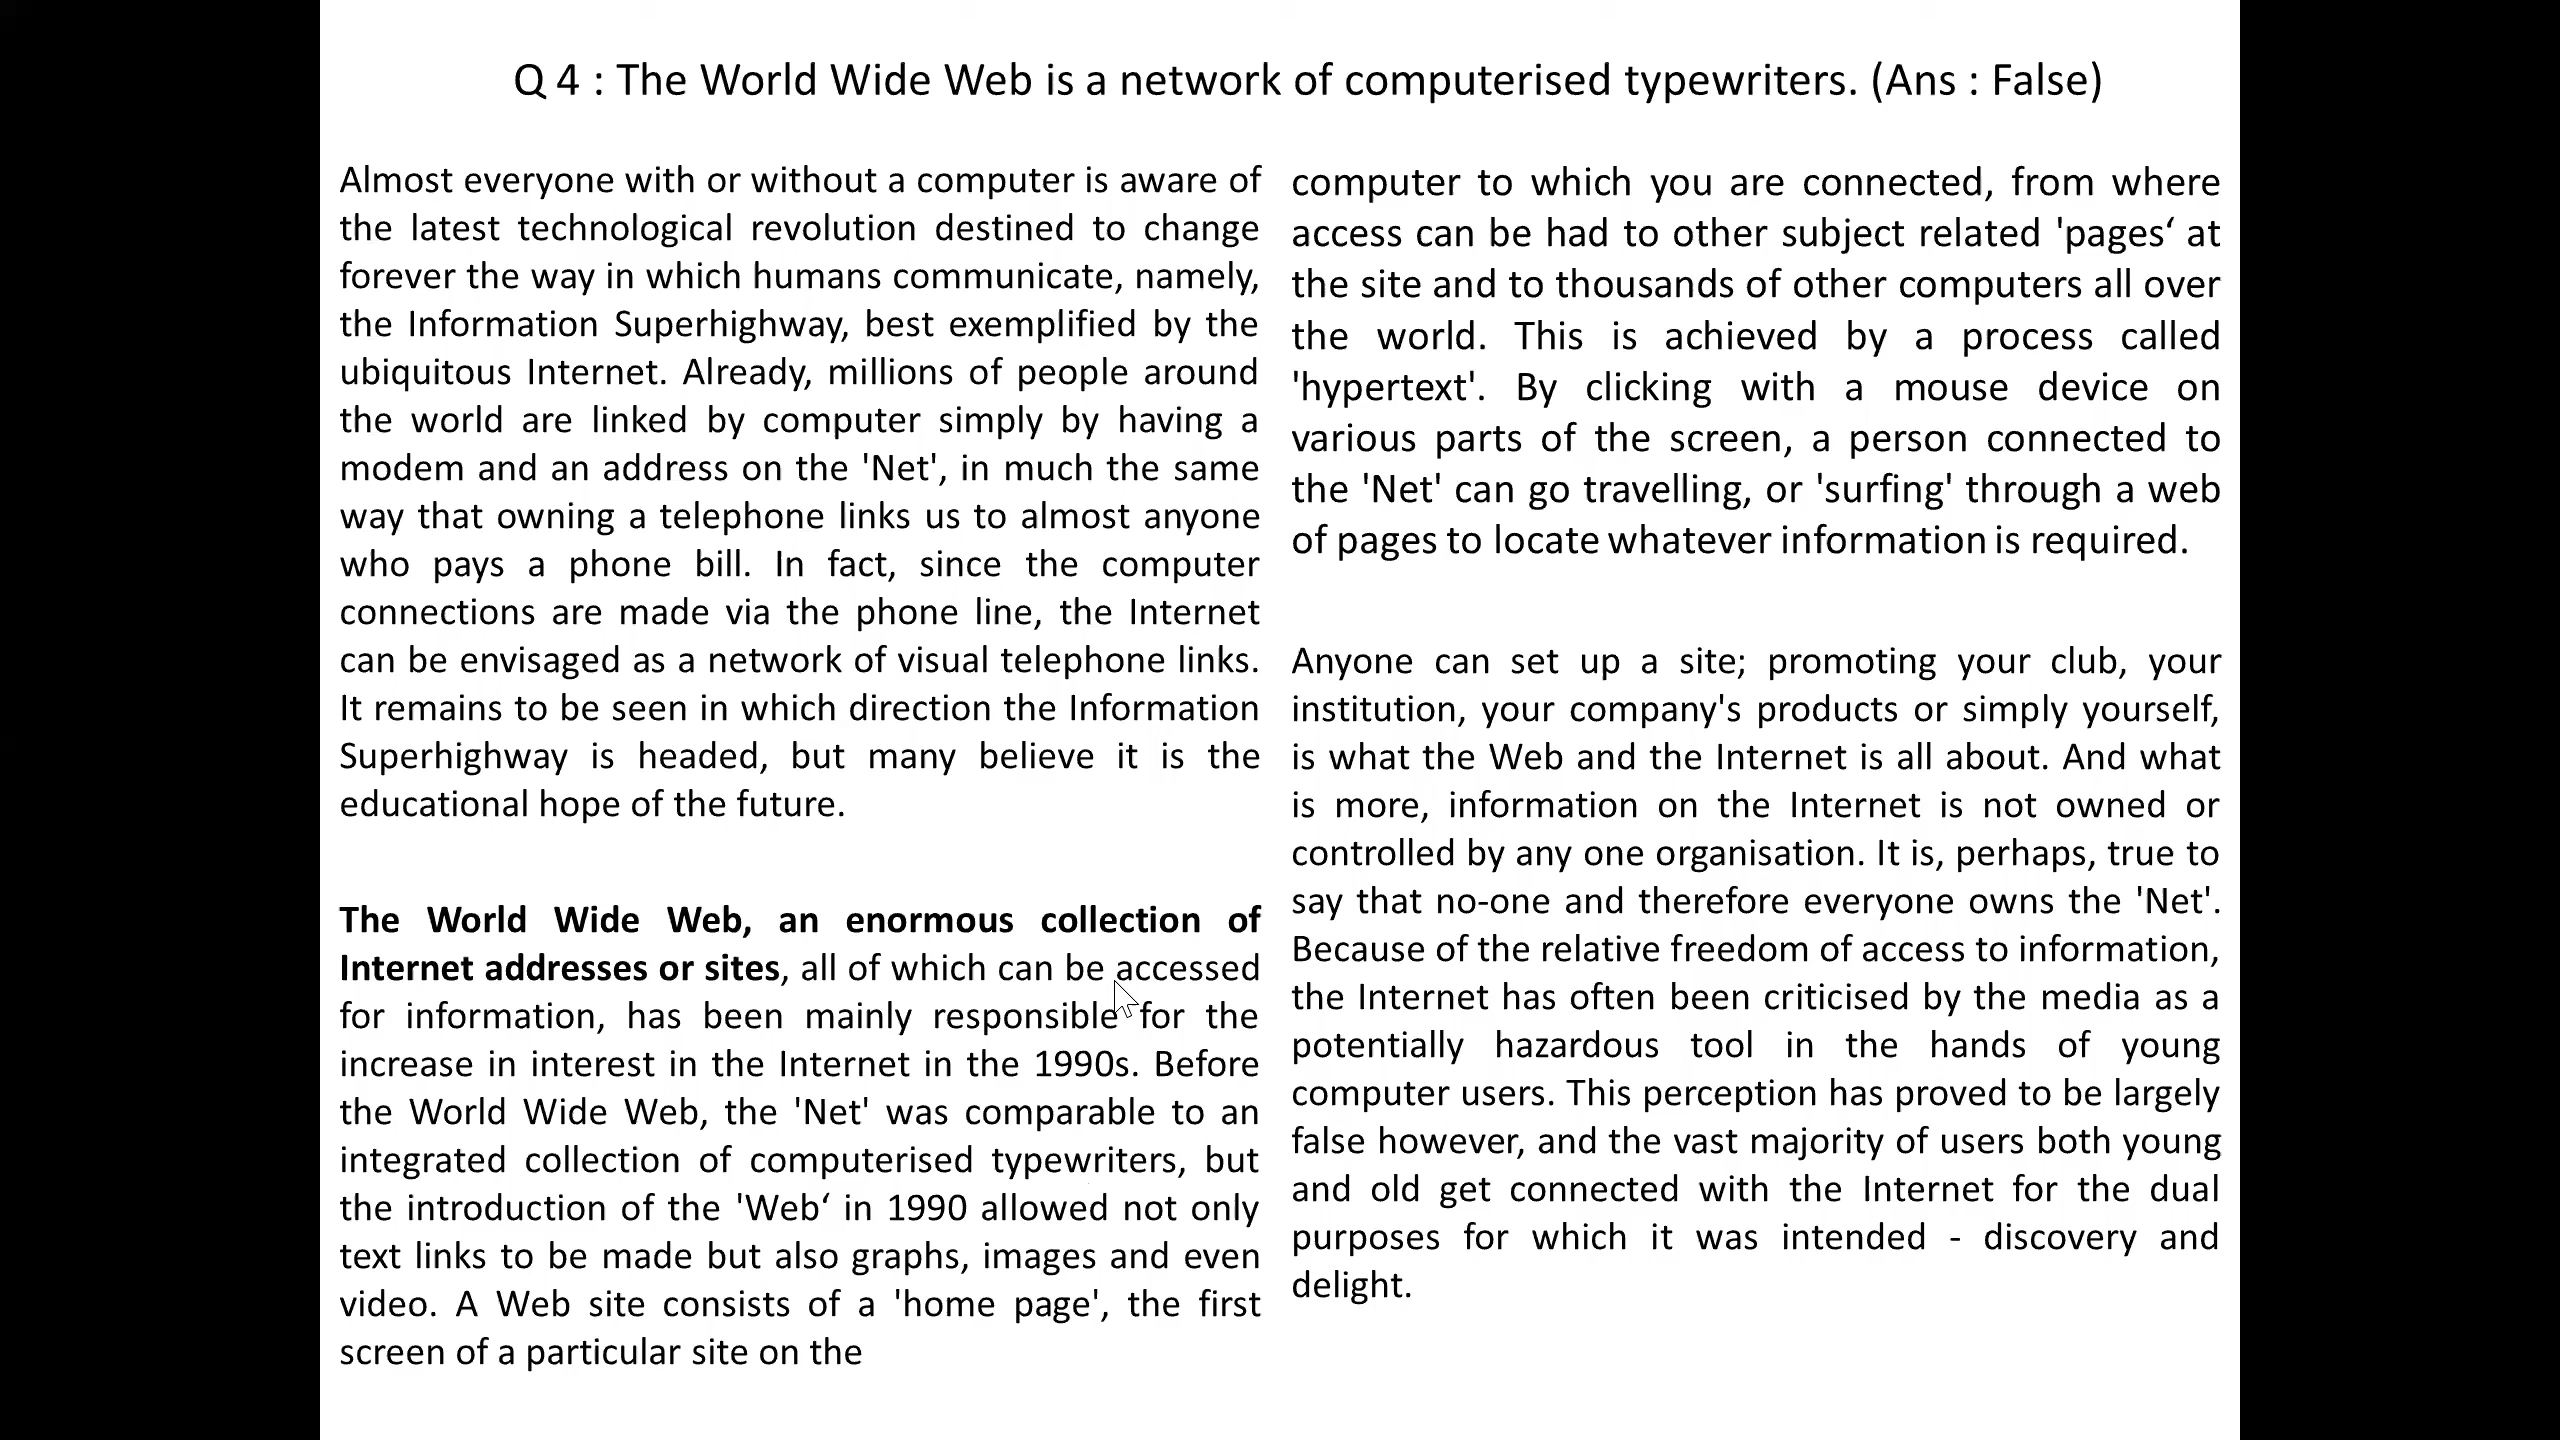 Q 4 : The World Wide Web is a network of computerised typewriters. (Ans : False)
Almost everyone with or without a computer is aware of
the latest technological revolution destined to change
forever the way in which humans communicate, namely,
the Information Superhighway, best exemplified by the
ubiquitous Internet. Already, millions of people around
the world are linked by computer simply by having a
modem and an address on the 'Net', in much the same
way that owning a telephone links us to almost anyone
who pays a phone bill. In fact, since the computer
connections are made via the phone line, the Internet
can be envisaged as a network of visual telephone links.
It remains to be seen in which direction the Information
Superhighway is headed, but many believe it is the
educational hope of the future.
The World Wide Web, an enormous collection of
Internet addresses or sites, all of which can be accessed
for information, has been mainly responsible for the
increase in interest in the Internet in the 1990s. Before
the World Wide Web, the 'Net' was comparable to an
integrated collection of computerised typewriters, but
the introduction of the 'Web‘ in 1990 allowed not only
text links to be made but also graphs, images and even
video. A Web site consists of a 'home page', the first
screen of a particular site on the
computer to which you are connected, from where
access can be had to other subject related 'pages‘ at
the site and to thousands of other computers all over
the world. This is achieved by a process called
'hypertext'. By clicking with a mouse device on
various parts of the screen, a person connected to
the 'Net' can go travelling, or 'surfing' through a web
of pages to locate whatever information is required.
Anyone can set up a site; promoting your club, your
institution, your company's products or simply yourself,
is what the Web and the Internet is all about. And what
is more, information on the Internet is not owned or
controlled by any one organisation. It is, perhaps, true to
say that no-one and therefore everyone owns the 'Net'.
Because of the relative freedom of access to information,
the Internet has often been criticised by the media as a
potentially hazardous tool in the hands of young
computer users. This perception has proved to be largely
false however, and the vast majority of users both young
and old get connected with the Internet for the dual
purposes for which it was intended - discovery and
delight.